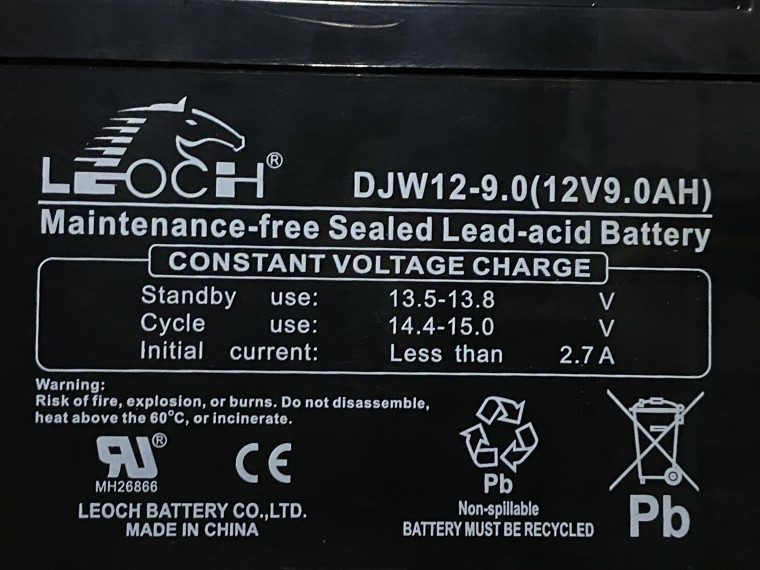 LEOCH®
DJW12-9.0(12V9.0AH)
Maintenance-free Sealed Lead-acid Battery
CONSTANT VOLTAGE CHARGE
Standby use: 13.5-13.8 V
Cycle use: 14.4-15.0 V
Initial current: Less than 2.7A
Warning:
Risk of fire, explosion, or burns. Do not disassemble,
heat above the 60°C, or incinerate.
RU®
MH26866
CE
LEOCH BATTERY CO.,LTD.
MADE IN CHINA
Pb
Non-spillable
BATTERY MUST BE RECYCLED
Pb